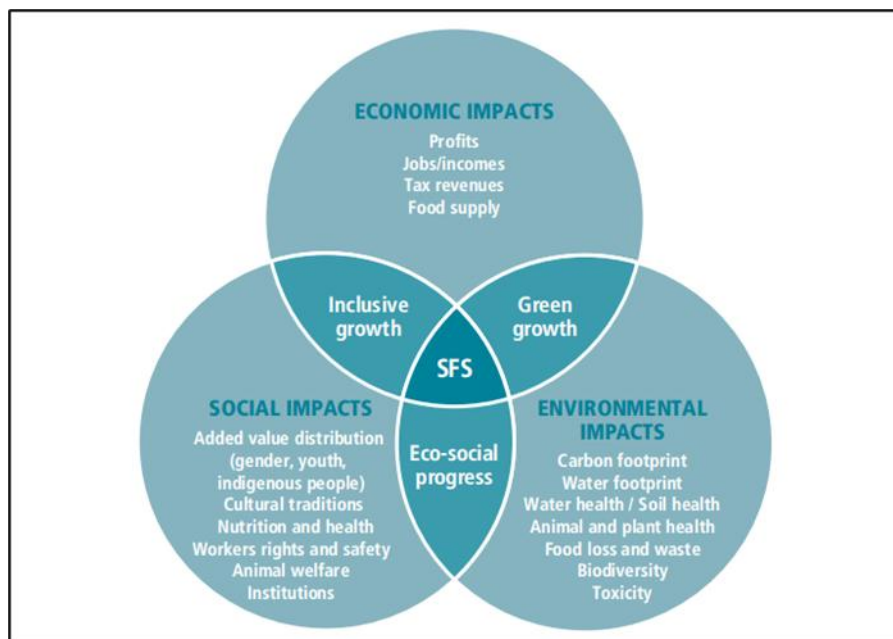 ECONOMIC IMPACTS
Profits
Jobs/incomes
Tax revenues
Food supply
Inclusive
growth
Green
growth
SFS
SOCIAL IMPACTS
Added value distribution
(gender, youth,
indigenous people)
Cultural traditions
Nutrition and health
Workers rights and safety
Animal welfare
Institutions
Eco-social
progress
ENVIRONMENTAL
IMPACTS
Carbon footprint
Water footprint
Water health / Soil health
Animal and plant health
Food loss and waste
Biodiversity
Toxicity